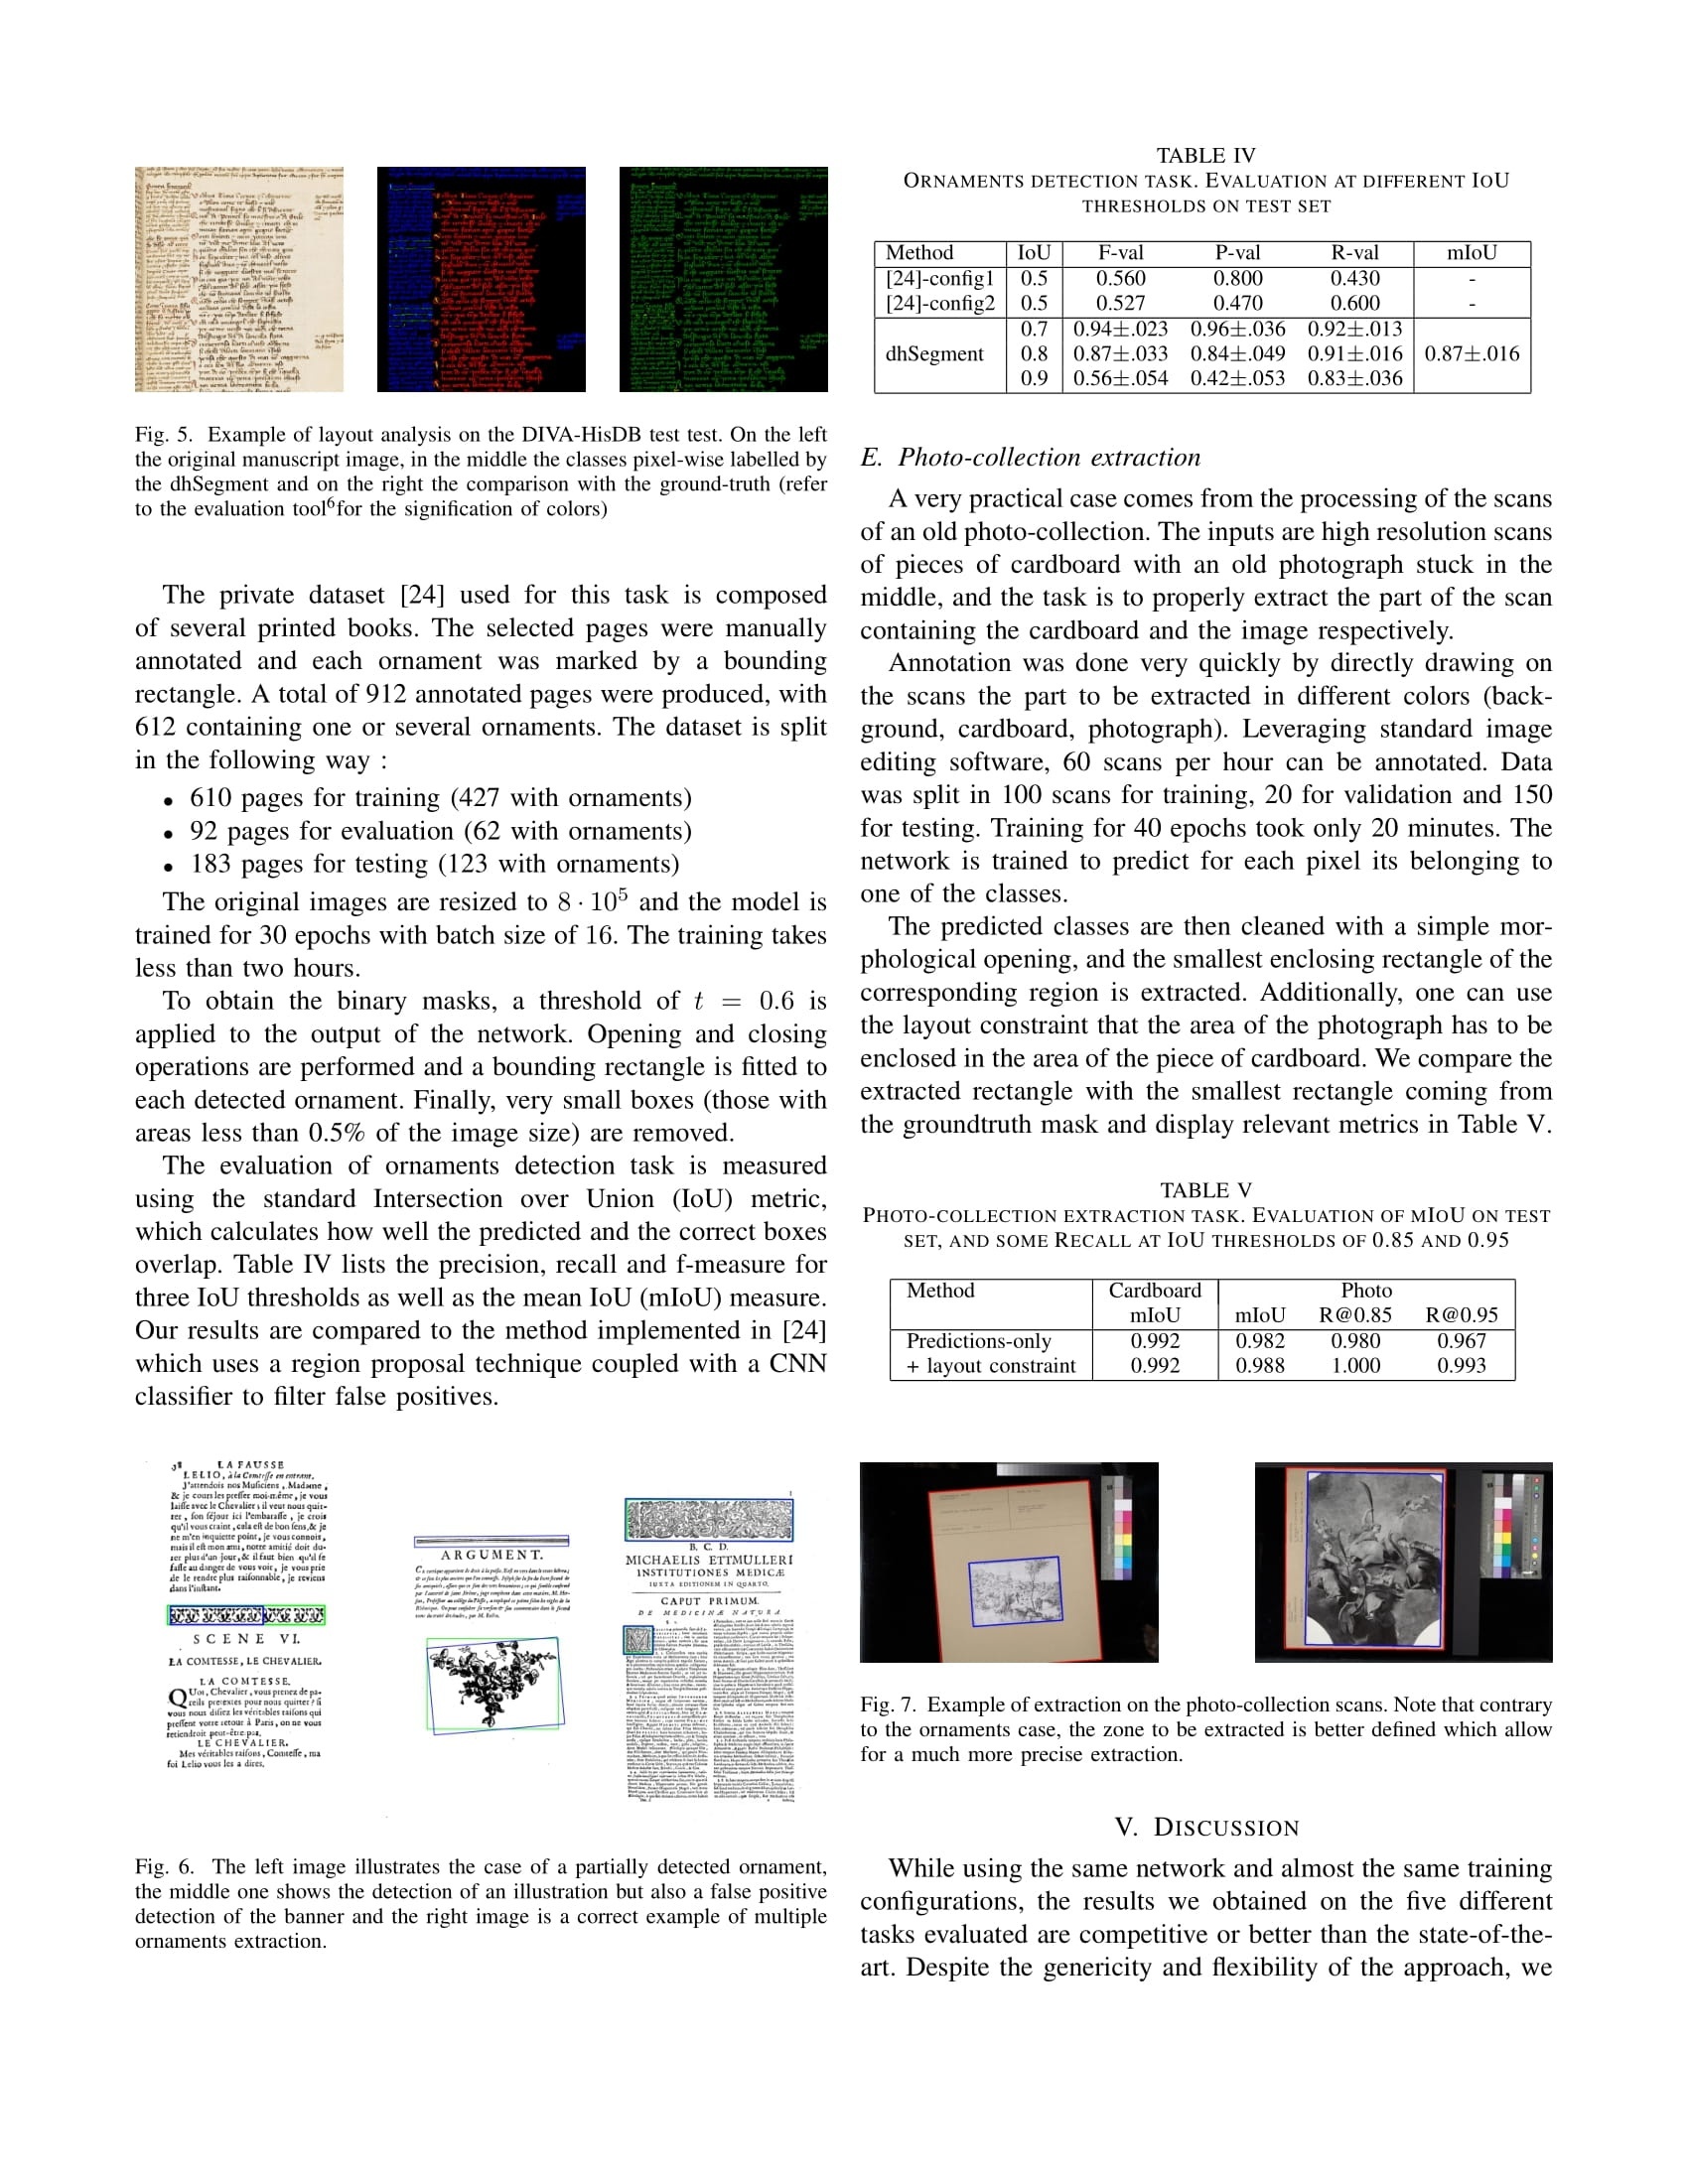 Fig. 5. Example of layout analysis on the DIVA-HisDB test test. On the left
the original manuscript image, in the middle the classes pixel-wise labelled by
the dhSegment and on the right the comparison with the ground-truth (refer
to the evaluation tool⁶for the signification of colors)
The private dataset [24] used for this task is composed
of several printed books. The selected pages were manually
annotated and each ornament was marked by a bounding
rectangle. A total of 912 annotated pages were produced, with
612 containing one or several ornaments. The dataset is split
in the following way :
• 610 pages for training (427 with ornaments)
• 92 pages for evaluation (62 with ornaments)
• 183 pages for testing (123 with ornaments)
The original images are resized to 8 · 10⁵ and the model is
trained for 30 epochs with batch size of 16. The training takes
less than two hours.
To obtain the binary masks, a threshold of t = 0.6 is
applied to the output of the network. Opening and closing
operations are performed and a bounding rectangle is fitted to
each detected ornament. Finally, very small boxes (those with
areas less than 0.5% of the image size) are removed.
The evaluation of ornaments detection task is measured
using the standard Intersection over Union (IoU) metric,
which calculates how well the predicted and the correct boxes
overlap. Table IV lists the precision, recall and f-measure for
three IoU thresholds as well as the mean IoU (mIoU) measure.
Our results are compared to the method implemented in [24]
which uses a region proposal technique coupled with a CNN
classifier to filter false positives.
LA FAUSSE
SCENE VI.
LA COMTESSE, LE CHEVALIER.
LA COMTESSE.
LE CHEVALIER.
ARGUMENT.
B. C. D.
MICHAELIS ETTMULLERI
INSTITUTIONES MEDICÆ
JUSTA EDITIONEM IN QUARTO.
CAPUT PRIMUM.
DE MEDICINÆ NATURA.
Fig. 6. The left image illustrates the case of a partially detected ornament,
the middle one shows the detection of an illustration but also a false positive
detection of the banner and the right image is a correct example of multiple
ornaments extraction.
TABLE IV
ORNAMENTS DETECTION TASK. EVALUATION AT DIFFERENT IOU
THRESHOLDS ON TEST SET
Method IoU F-val P-val R-val mIoU
[24]-config1 0.5 0.560 0.800 0.430 -
[24]-config2 0.5 0.527 0.470 0.600 -
0.7 0.94±.023 0.96±.036 0.92±.013
dhSegment 0.8 0.87±.033 0.84±.049 0.91±.016 0.87±.016
0.9 0.56±.054 0.42±.053 0.83±.036
E. Photo-collection extraction
A very practical case comes from the processing of the scans
of an old photo-collection. The inputs are high resolution scans
of pieces of cardboard with an old photograph stuck in the
middle, and the task is to properly extract the part of the scan
containing the cardboard and the image respectively.
Annotation was done very quickly by directly drawing on
the scans the part to be extracted in different colors (back-
ground, cardboard, photograph). Leveraging standard image
editing software, 60 scans per hour can be annotated. Data
was split in 100 scans for training, 20 for validation and 150
for testing. Training for 40 epochs took only 20 minutes. The
network is trained to predict for each pixel its belonging to
one of the classes.
The predicted classes are then cleaned with a simple mor-
phological opening, and the smallest enclosing rectangle of the
corresponding region is extracted. Additionally, one can use
the layout constraint that the area of the photograph has to be
enclosed in the area of the piece of cardboard. We compare the
extracted rectangle with the smallest rectangle coming from
the groundtruth mask and display relevant metrics in Table V.
TABLE V
PHOTO-COLLECTION EXTRACTION TASK. EVALUATION OF MIOU ON TEST
SET, AND SOME RECALL AT IOU THRESHOLDS OF 0.85 AND 0.95
Method Cardboard Photo
mIoU mIoU R@0.85 R@0.95
Predictions-only 0.992 0.982 0.980 0.967
+ layout constraint 0.992 0.988 1.000 0.993
Fig. 7. Example of extraction on the photo-collection scans. Note that contrary
to the ornaments case, the zone to be extracted is better defined which allow
for a much more precise extraction.
V. DISCUSSION
While using the same network and almost the same training
configurations, the results we obtained on the five different
tasks evaluated are competitive or better than the state-of-the-
art. Despite the genericity and flexibility of the approach, we